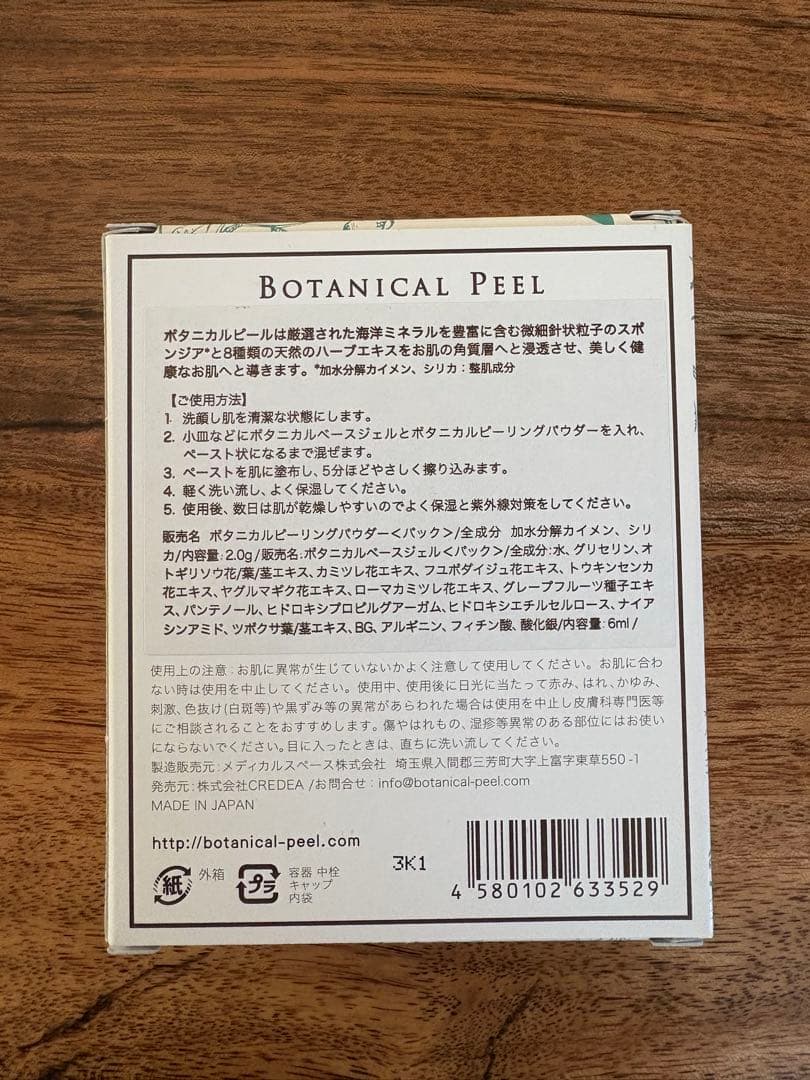 BOTANICAL PEEL
ボタニカルピールは厳選された海洋ミネラルを豊富に含む微細針状粒子のスポ
ンジア*と8種類の天然のハーブエキスをお肌の角質層へと浸透させ、美しく健
康なお肌へと導きます。*加水分解カイメン、シリカ：整肌成分
【ご使用方法】
1. 洗顔し肌を清潔な状態にします。
2. 小皿などにボタニカルベースジェルとボタニカルピーリングパウダーを入れ、
ペースト状になるまで混ぜます。
3. ペーストを肌に塗布し、5分ほどやさしく擦り込みます。
4. 軽く洗い流し、よく保湿してください。
5. 使用後、数日は肌が乾燥しやすいのでよく保湿と紫外線対策をしてください。
販売名 ボタニカルピーリングパウダー＜パック＞/全成分 加水分解カイメン、シリ
カ/内容量:2.0g/販売名:ボタニカルベースジェル＜パック＞/全成分:水、グリセリン、オ
トギリソウ花/葉/茎エキス、カミツレ花エキス、フユボダイジュ花エキス、トウキンセンカ
花エキス、ヤグルマギク花エキス、ローマカミツレ花エキス、グレープフルーツ種子エキ
ス、パンテノール、ヒドロキシプロピルグアーガム、ヒドロキシエチルセルロース、ナイア
シンアミド、ツボクサ葉/茎エキス、BG、アルギニン、フィチン酸、酸化銀/内容量:6ml/
使用上の注意：お肌に異常が生じていないかよく注意して使用してください。お肌に合わ
ない時は使用を中止してください。使用中、使用後に日光に当たって赤み、はれ、かゆみ、
刺激、色抜け(白斑等)や黒ずみ等の異常があらわれた場合は使用を中止し皮膚科専門医等
にご相談されることをおすすめします。傷やはれもの、湿疹等異常のある部位にはお使い
にならないでください。目に入ったときは、直ちに洗い流してください。
製造販売元：メディカルスペース株式会社 埼玉県入間郡三芳町大字上富字東草550-1
発売元：株式会社CREDEA /お問合せ：info@botanical-peel.com
MADE IN JAPAN
http://botanical-peel.com
3K1
紙 外箱
プラ 容器 中栓
キャップ
内袋
4 580102 633529